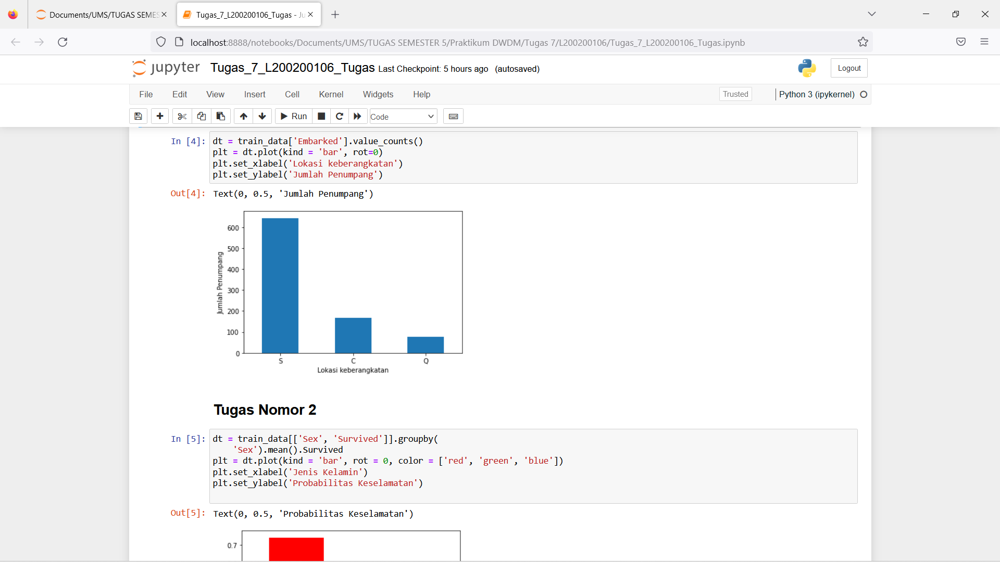 Documents/UMS/TUGAS SEMES
Tugas_7_L200200106_Tugas - Ju
localhost:8888/notebooks/Documents/UMS/TUGAS SEMESTER 5/Praktikum DWDM/Tugas 7/L200200106/Tugas_7_L200200106_Tugas.ipynb
jupyter Tugas_7_L200200106_Tugas Last Checkpoint: 5 hours ago (autosaved)
Logout
File Edit View Insert Cell Kernel Widgets Help
Trusted
Python 3 (ipykernel)
Run
Code
In [4]: dt = train_data['Embarked'].value_counts()
plt = dt.plot(kind = 'bar', rot=0)
plt.set_xlabel('Lokasi keberangkatan')
plt.set_ylabel('Jumlah Penumpang')
Out[4]: Text(0, 0.5, 'Jumlah Penumpang')
600
500
400
300
200
100
0
Jumlah Penumpang
S C Q
Lokasi keberangkatan
Tugas Nomor 2
In [5]: dt = train_data[['Sex', 'Survived']].groupby(
'Sex').mean().Survived
plt = dt.plot(kind = 'bar', rot = 0, color = ['red', 'green', 'blue'])
plt.set_xlabel('Jenis Kelamin')
plt.set_ylabel('Probabilitas Keselamatan')
Out[5]: Text(0, 0.5, 'Probabilitas Keselamatan')
0.7